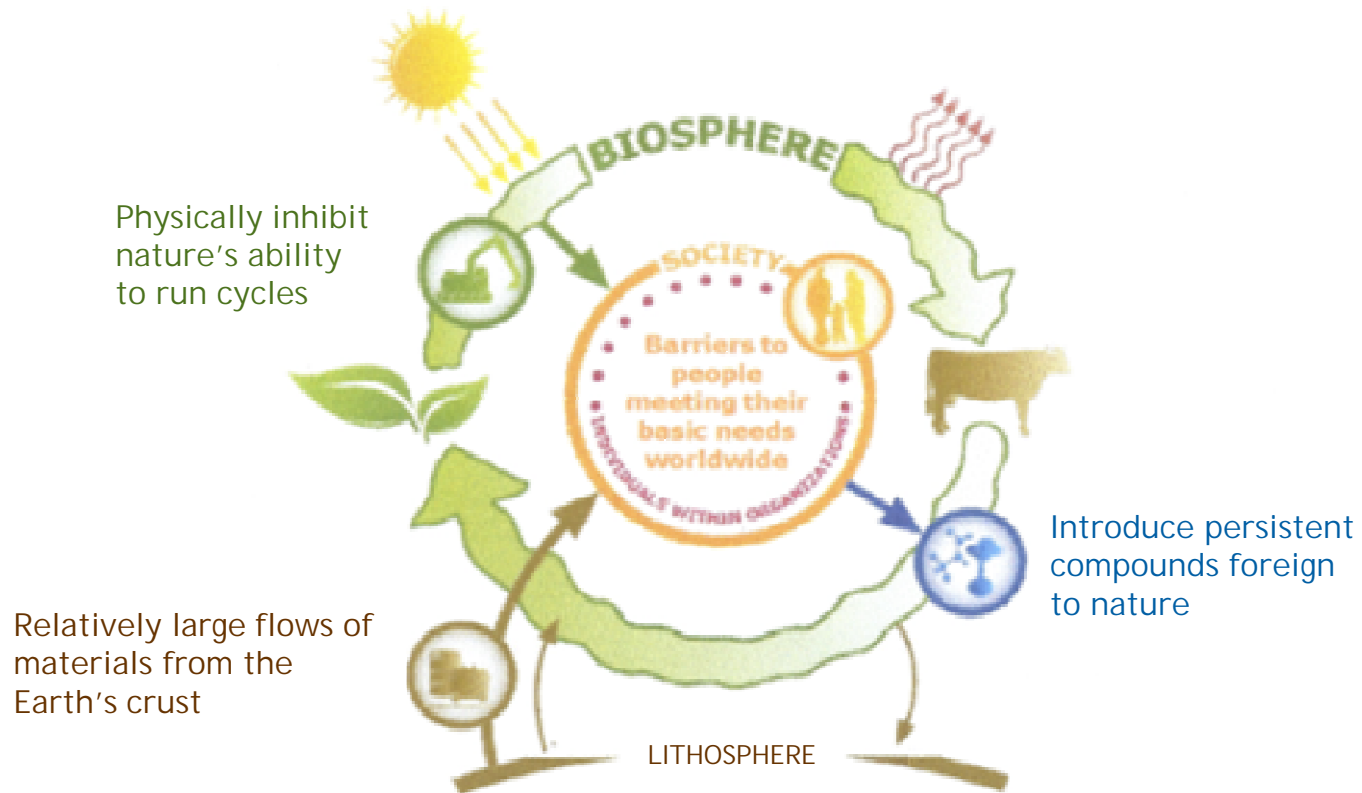 BIOSPHERE
Physically inhibit
nature's ability
to run cycles
SOCIETY
Barriers to
people
meeting their
basic needs
worldwide
INDIVIDUALS WITHIN ORGANIZATIONS
Introduce persistent
compounds foreign
to nature
Relatively large flows of
materials from the
Earth's crust
LITHOSPHERE